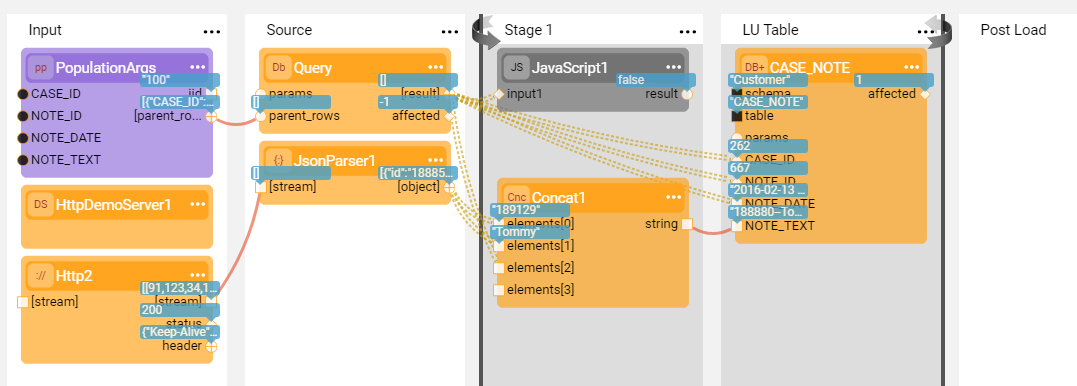 Input
...
Source
...
Stage 1
...
LU Table
...
Post Load
pp
PopulationArgs
...
"100"
CASE_ID
iid
[{"CASE_ID":...
NOTE_ID
[parent_ro...
NOTE_DATE
NOTE_TEXT
DS
HttpDemoServer1
://
Http2
...
[[91,123,34,1...
[stream]
[stream]
200
status
{"Keep-Alive"...
header
Db
Query
...
[]
params
[result]
[]
-1
parent_rows
affected
{·}
JsonParser1
...
[]
[{"id":"18885...
[stream]
[object]
JS
JavaScript1
...
false
input1
result
Cnc
Concat1
...
"189129"
elements[0]
string
"Tommy"
elements[1]
elements[2]
elements[3]
DB+
CASE_NOTE
...
"Customer"
1
schema
affected
"CASE_NOTE"
table
params
262
CASE_ID
667
NOTE_ID
"2016-02-13 ...
NOTE_DATE
"188880--To...
NOTE_TEXT